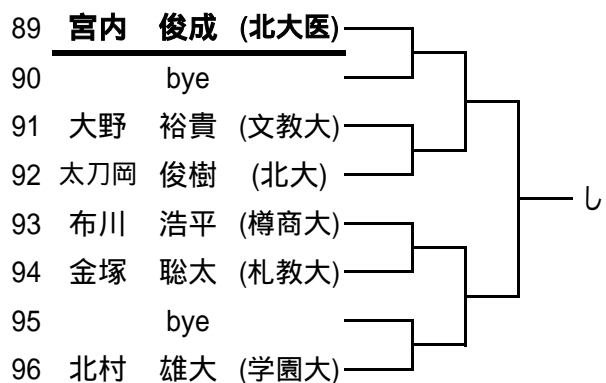 89 宮内 俊成 (北大医)
90 bye
91 大野 裕貴 (文教大)
92 太刀岡 俊樹 (北大)
し
93 布川 浩平 (樽商大)
94 金塚 聡太 (札教大)
95 bye
96 北村 雄大 (学園大)